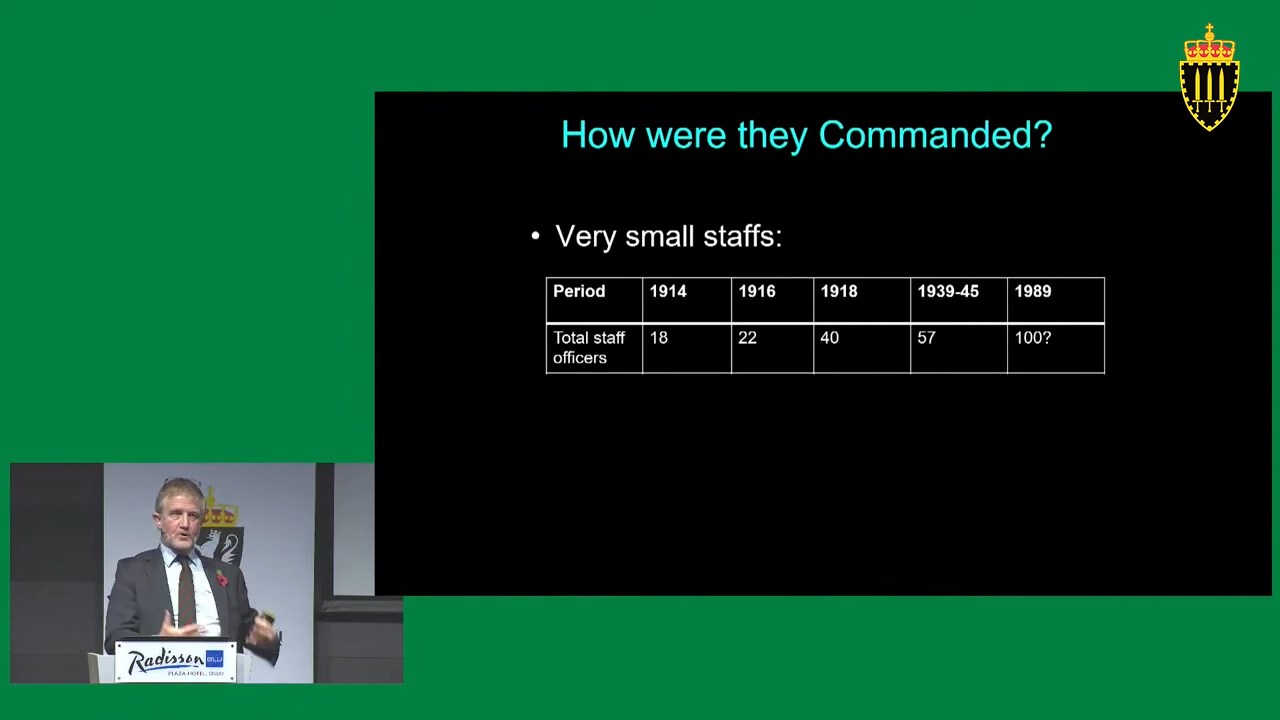 How were they Commanded?
• Very small staffs:
Period 1914 1916 1918 1939-45 1989
Total staff officers 18 22 40 57 100?
Radisson BLU
PLAZA HOTEL, OSLO